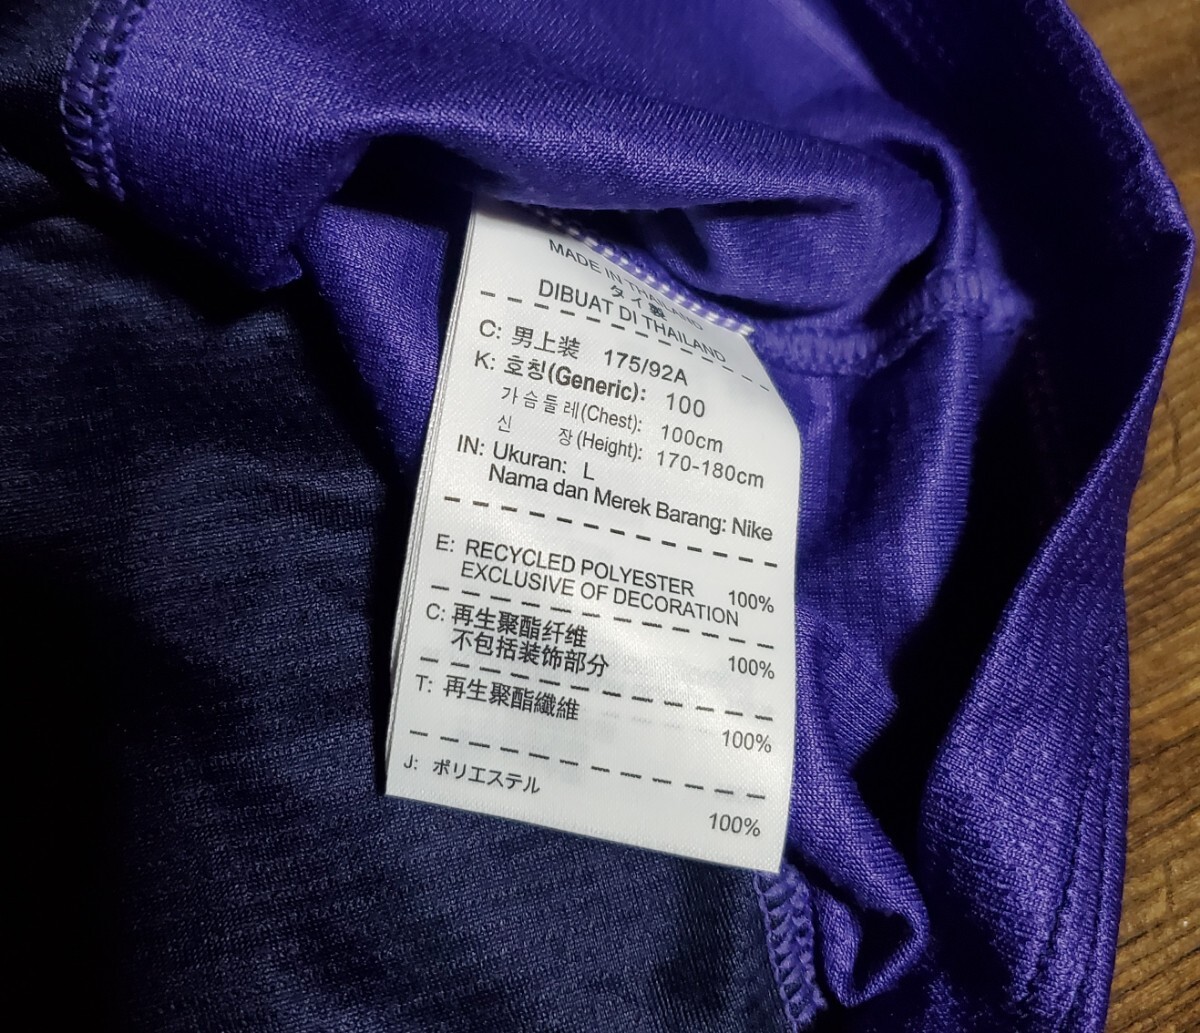 MADE IN THAILAND
タイ製
DIBUAT DI THAILAND
C: 男上装 175/92A
K: 호칭(Generic): 100
가슴둘레(Chest): 100cm
신 장(Height): 170-180cm
IN: Ukuran: L
Nama dan Merek Barang: Nike
E: RECYCLED POLYESTER 100%
EXCLUSIVE OF DECORATION
C: 再生聚酯纤维 100%
不包括装饰部分
T: 再生聚酯纖維 100%
J: ポリエステル 100%